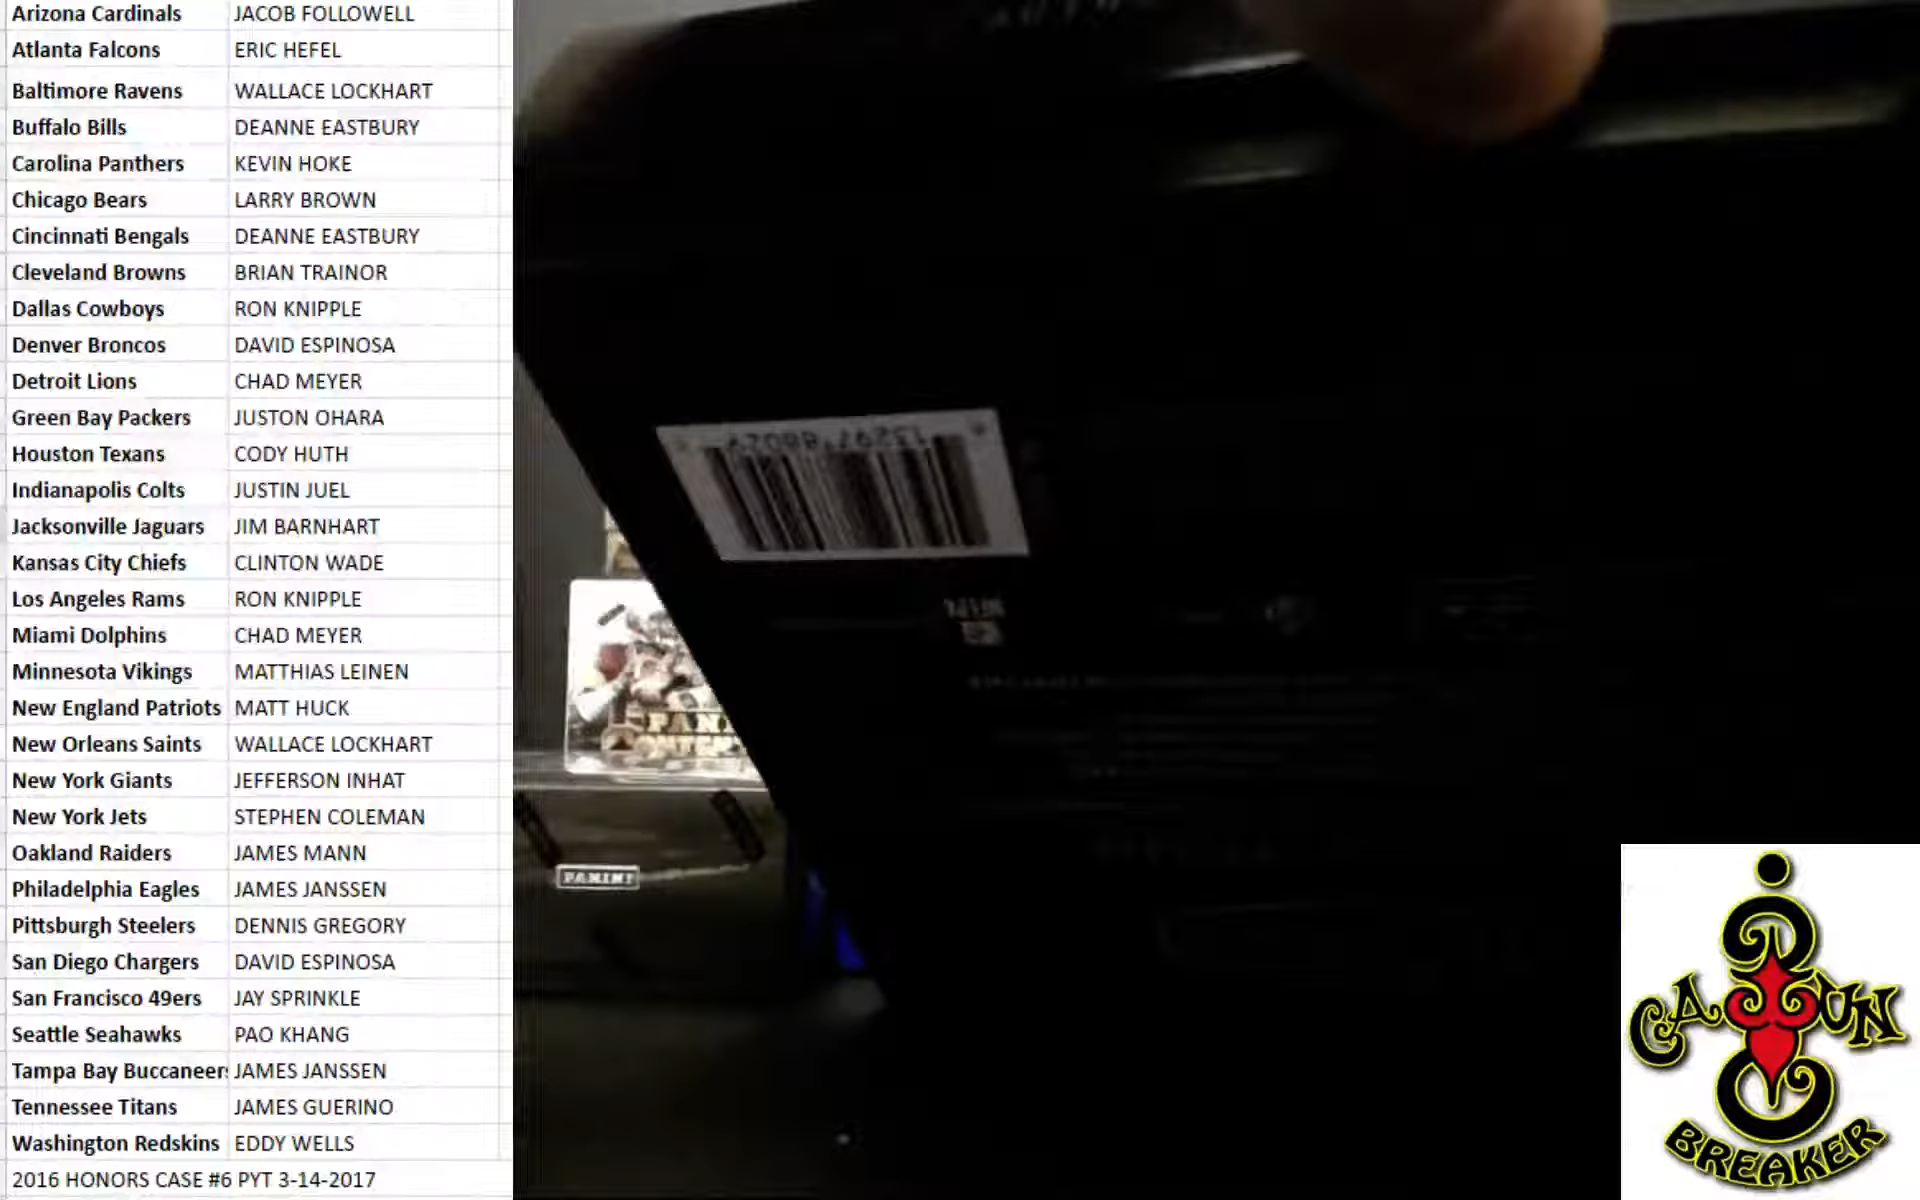 Arizona Cardinals JACOB FOLLOWELL
Atlanta Falcons ERIC HEFEL
Baltimore Ravens WALLACE LOCKHART
Buffalo Bills DEANNE EASTBURY
Carolina Panthers KEVIN HOKE
Chicago Bears LARRY BROWN
Cincinnati Bengals DEANNE EASTBURY
Cleveland Browns BRIAN TRAINOR
Dallas Cowboys RON KNIPPLE
Denver Broncos DAVID ESPINOSA
Detroit Lions CHAD MEYER
Green Bay Packers JUSTON OHARA
Houston Texans CODY HUTH
Indianapolis Colts JUSTIN JUEL
Jacksonville Jaguars JIM BARNHART
Kansas City Chiefs CLINTON WADE
Los Angeles Rams RON KNIPPLE
Miami Dolphins CHAD MEYER
Minnesota Vikings MATTHIAS LEINEN
New England Patriots MATT HUCK
New Orleans Saints WALLACE LOCKHART
New York Giants JEFFERSON INHAT
New York Jets STEPHEN COLEMAN
Oakland Raiders JAMES MANN
Philadelphia Eagles JAMES JANSSEN
Pittsburgh Steelers DENNIS GREGORY
San Diego Chargers DAVID ESPINOSA
San Francisco 49ers JAY SPRINKLE
Seattle Seahawks PAO KHANG
Tampa Bay Buccaneers JAMES JANSSEN
Tennessee Titans JAMES GUERINO
Washington Redskins EDDY WELLS
2016 HONORS CASE #6 PYT 3-14-2017
PANINI
CAJUN
BREAKER